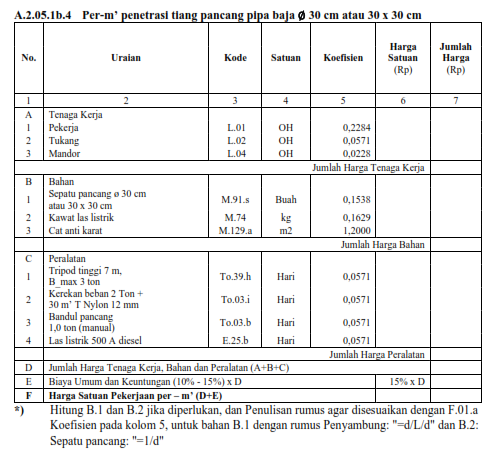 A.2.05.1b.4 Per-m' penetrasi tiang pancang pipa baja ϕ 30 cm atau 30 x 30 cm
No. Uraian Kode Satuan Koefisien Harga Satuan (Rp) Jumlah Harga (Rp)
1 2 3 4 5 6 7
A Tenaga Kerja
1 Pekerja L.01 OH 0,2284
2 Tukang L.02 OH 0,0571
3 Mandor L.04 OH 0,0228
Jumlah Harga Tenaga Kerja
B Bahan
1 Sepatu pancang ø 30 cm atau 30 x 30 cm M.91.s Buah 0,1538
2 Kawat las listrik M.74 kg 0,1629
3 Cat anti karat M.129.a m2 1,2000
Jumlah Harga Bahan
C Peralatan
1 Tripod tinggi 7 m, B_max 3 ton To.39.h Hari 0,0571
2 Kerekan beban 2 Ton + 30 m' T Nylon 12 mm To.03.i Hari 0,0571
3 Bandul pancang 1,0 ton (manual) To.03.b Hari 0,0571
4 Las listrik 500 A diesel E.25.b Hari 0,0571
Jumlah Harga Peralatan
D Jumlah Harga Tenaga Kerja, Bahan dan Peralatan (A+B+C)
E Biaya Umum dan Keuntungan (10% - 15%) x D 15% x D
F Harga Satuan Pekerjaan per – m' (D+E)
*) Hitung B.1 dan B.2 jika diperlukan, dan Penulisan rumus agar disesuaikan dengan F.01.a
Koefisien pada kolom 5, untuk bahan B.1 dengan rumus Penyambung: "=d/L/d" dan B.2:
Sepatu pancang: "=1/d"